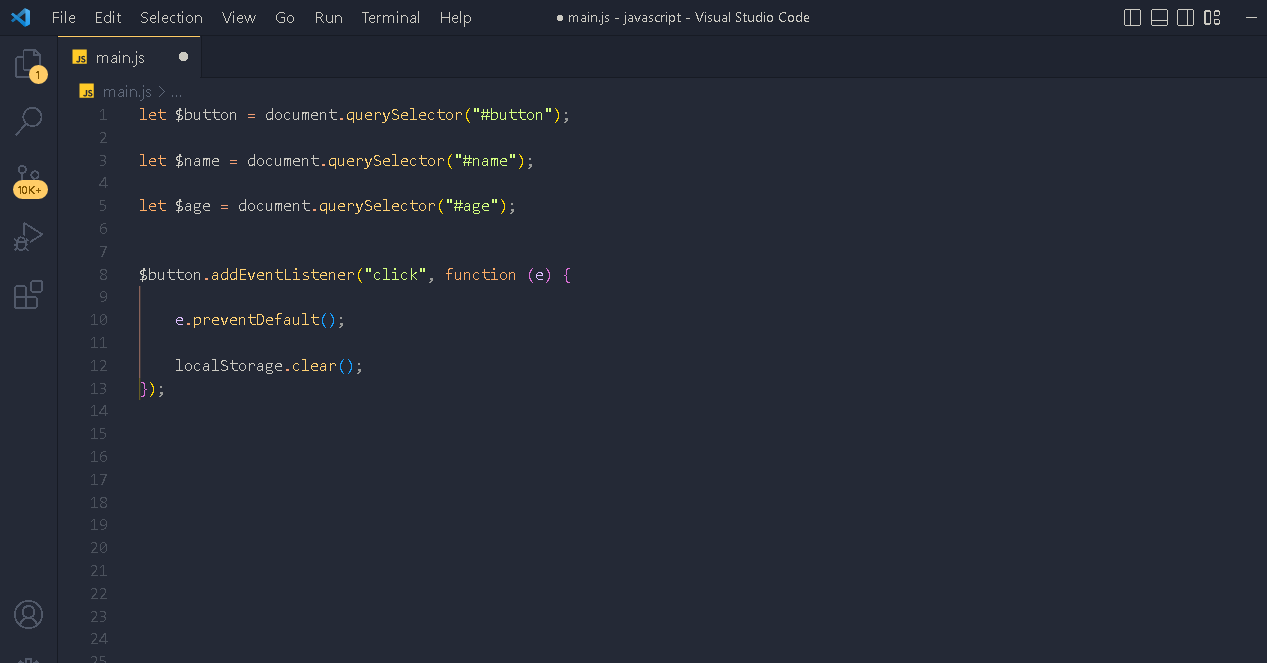 File Edit Selection View Go Run Terminal Help ● main.js - javascript - Visual Studio Code
JS main.js ●
1
JS main.js > ...
1 let $button = document.querySelector("#button");
2
3 let $name = document.querySelector("#name");
4
10K+
5 let $age = document.querySelector("#age");
6
7
8 $button.addEventListener("click", function (e) {
9
10 e.preventDefault();
11
12 localStorage.clear();
13 });
14
15
16
17
18
19
20
21
22
23
24
25